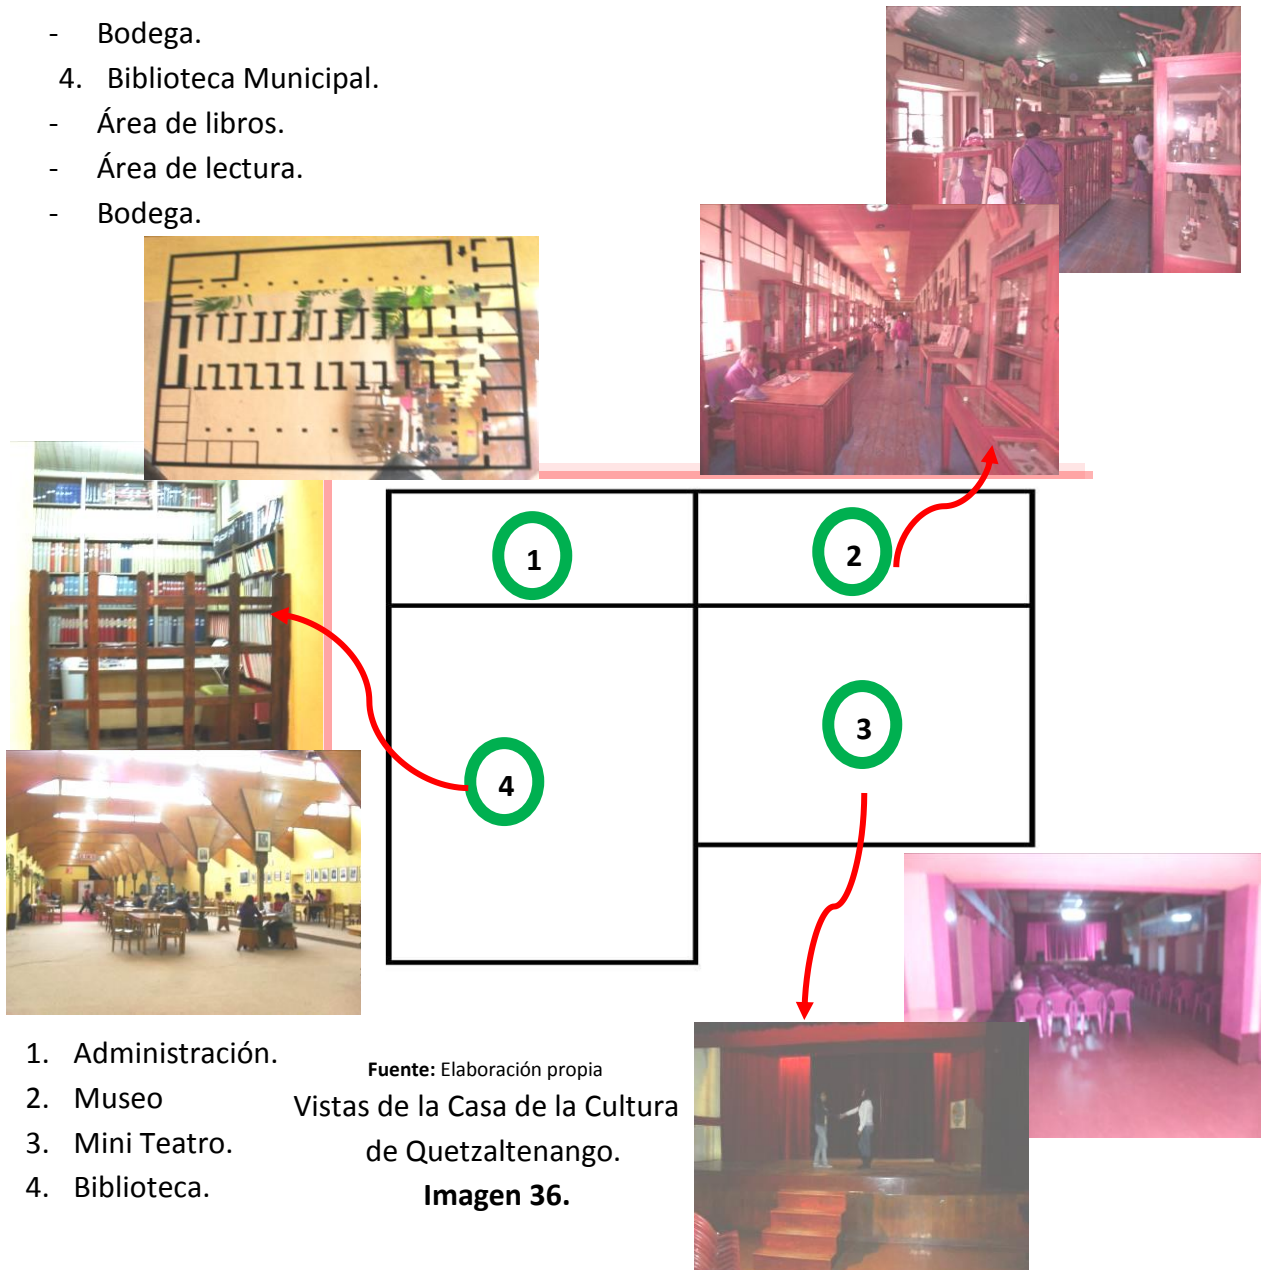 - Bodega.
4. Biblioteca Municipal.
- Área de libros.
- Área de lectura.
- Bodega.
1
2
3
4
1. Administración.
2. Museo
3. Mini Teatro.
4. Biblioteca.
Fuente: Elaboración propia
Vistas de la Casa de la Cultura
de Quetzaltenango.
Imagen 36.